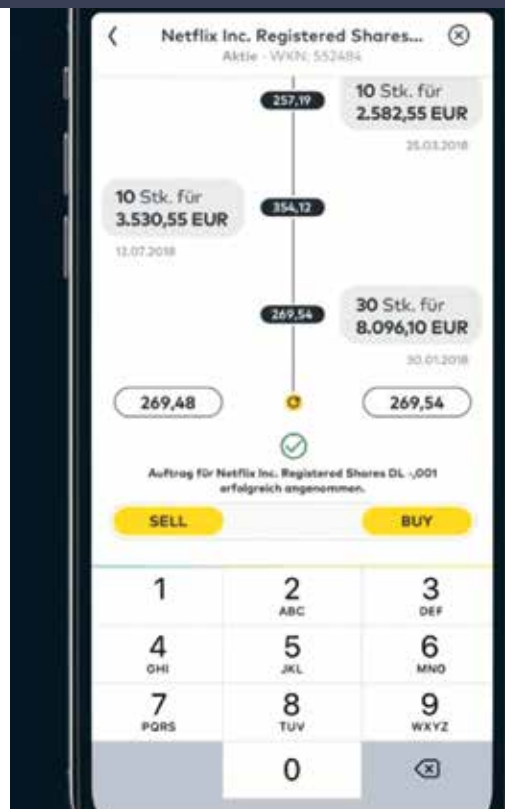 Netflix Inc. Registered Shares...
Aktie - WKN: 552484
257,19
10 Stk. für
2.582,55 EUR
25.03.2018
10 Stk. für
3.530,55 EUR
354,12
12.07.2018
269,54
30 Stk. für
8.096,10 EUR
30.01.2018
269,48
269,54
Auftrag für Netflix Inc. Registered Shares DL -,001
erfolgreich angenommen.
SELL
BUY
1
2
ABC
3
DEF
4
GHI
5
JKL
6
MNO
7
PQRS
8
TUV
9
WXYZ
0